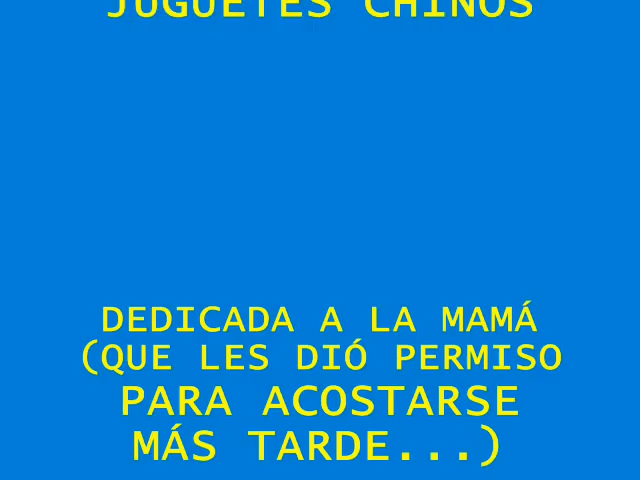 JUGUETES CHINOS
DEDICADA A LA MAMÁ
(QUE LES DIÓ PERMISO
PARA ACOSTARSE
MÁS TARDE...)